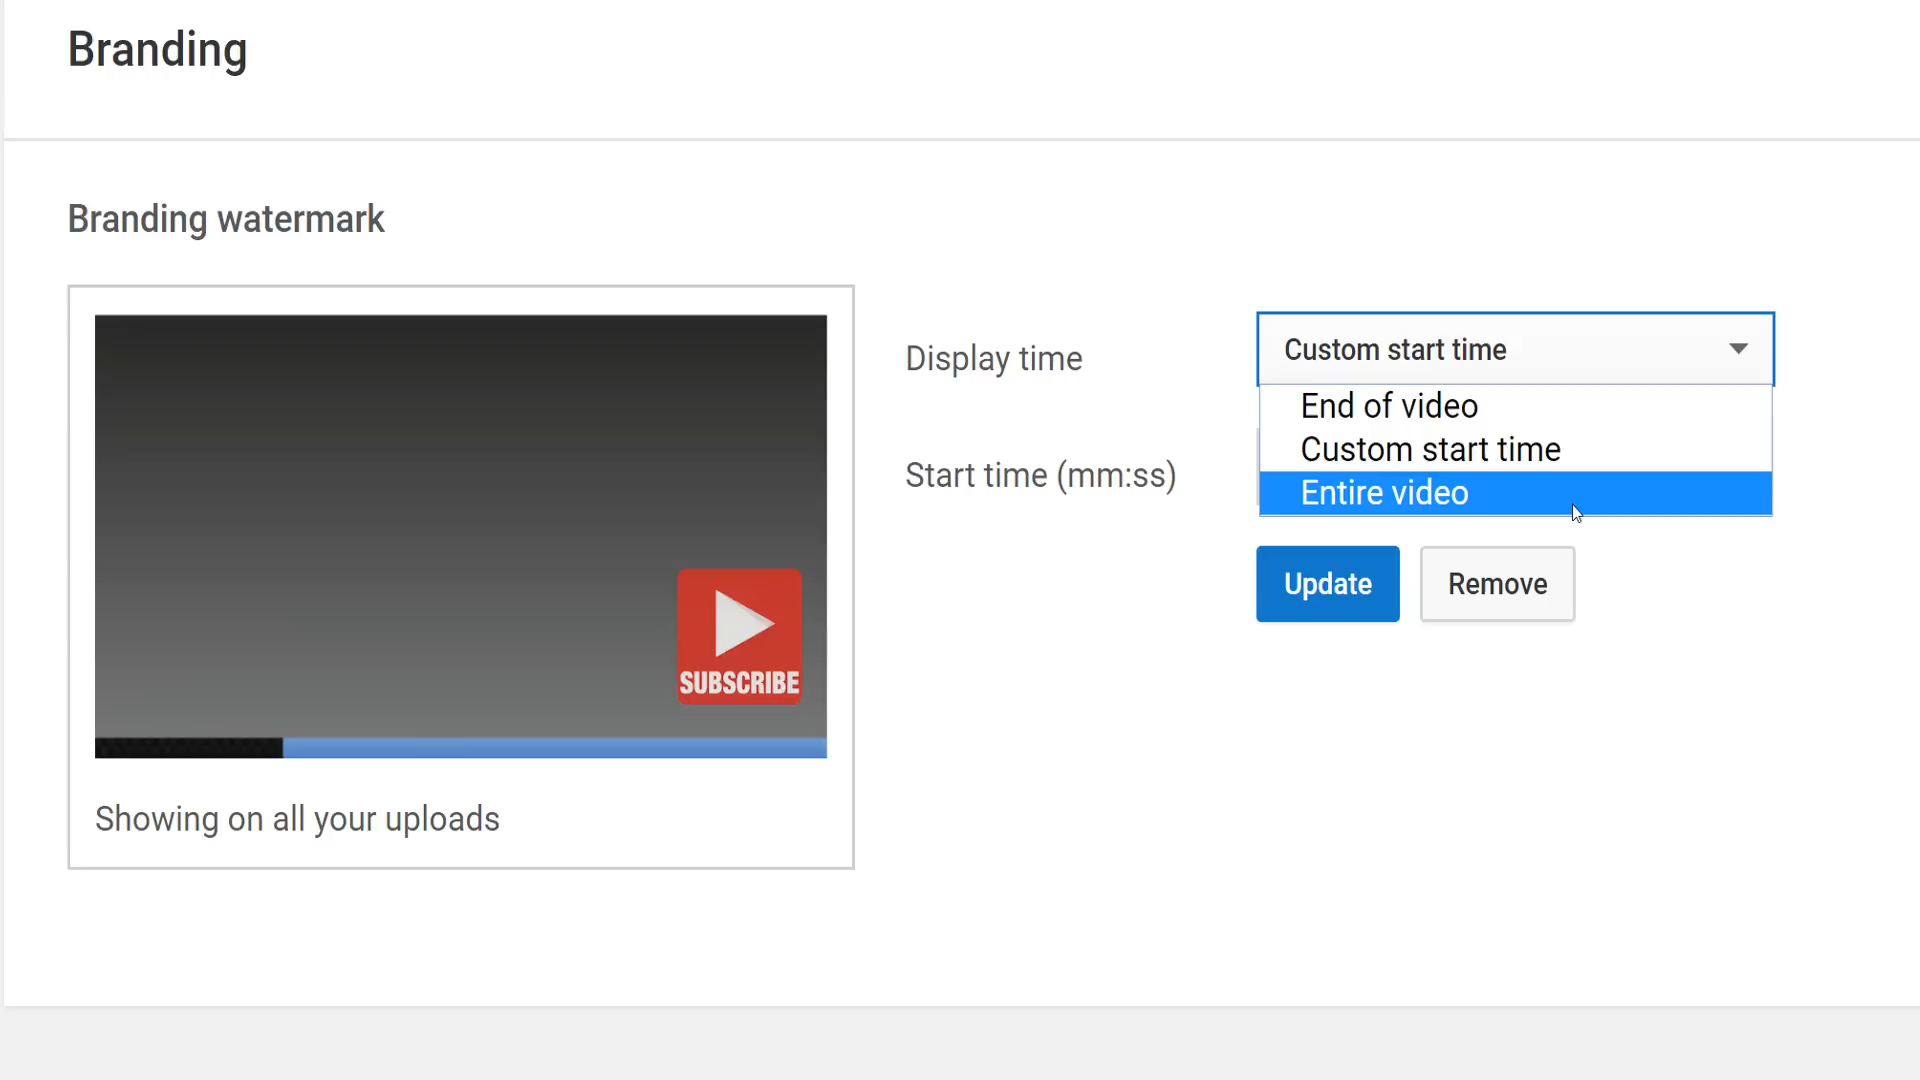 Branding
Branding watermark
Display time
Custom start time
End of video
Custom start time
Start time (mm:ss)
Entire video
Update
Remove
SUBSCRIBE
Showing on all your uploads